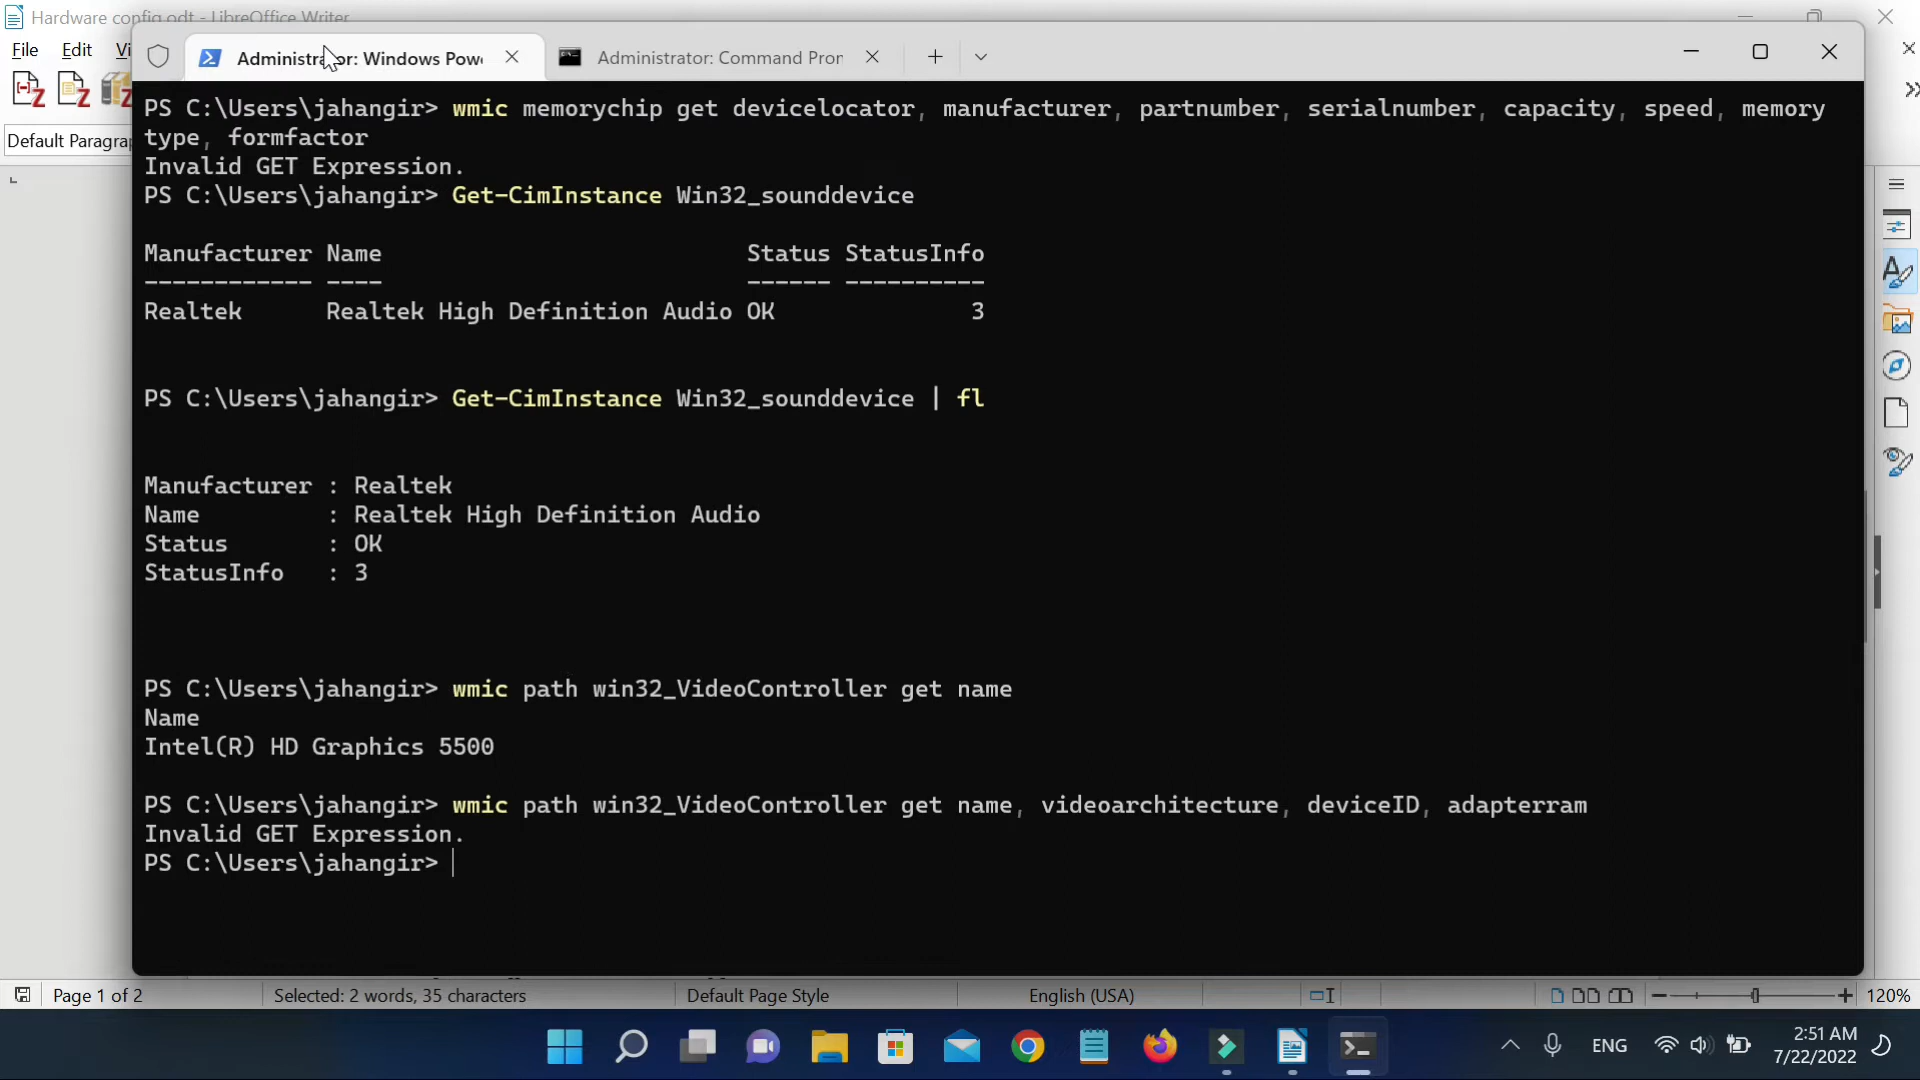 Hardware config.odt - LibreOffice Writer
File Edit
Administrator: Windows Pow
Administrator: Command Pron
Default Paragra
PS C:\Users\jahangir> wmic memorychip get devicelocator, manufacturer, partnumber, serialnumber, capacity, speed, memory
type, formfactor
Invalid GET Expression.
PS C:\Users\jahangir> Get-CimInstance Win32_sounddevice
Manufacturer Name Status StatusInfo
------------ ---- ------ ----------
Realtek Realtek High Definition Audio OK 3
PS C:\Users\jahangir> Get-CimInstance Win32_sounddevice | fl
Manufacturer : Realtek
Name : Realtek High Definition Audio
Status : OK
StatusInfo : 3
PS C:\Users\jahangir> wmic path win32_VideoController get name
Name
Intel(R) HD Graphics 5500
PS C:\Users\jahangir> wmic path win32_VideoController get name, videoarchitecture, deviceID, adapterram
Invalid GET Expression.
PS C:\Users\jahangir>
Page 1 of 2 Selected: 2 words, 35 characters Default Page Style English (USA) 120%
ENG
2:51 AM
7/22/2022